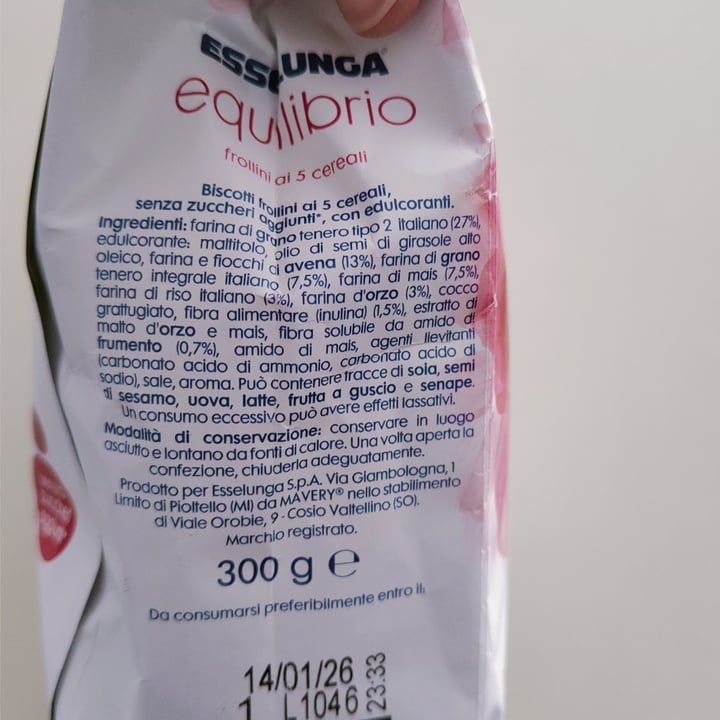 ESSELUNGA®
equilibrio
frollini ai 5 cereali
Biscotti frollini ai 5 cereali,
senza zuccheri aggiunti*, con edulcoranti.
Ingredienti: farina di grano tenero tipo 2 italiano (27%),
edulcorante: maltitolo, olio di semi di girasole alto
oleico, farina e fiocchi di avena (13%), farina di grano
tenero integrale italiano (7,5%), farina di mais (7,5%),
farina di riso italiano (3%), farina d'orzo (3%), cocco
grattugiato, fibra alimentare (inulina) (1,5%), estratto di
malto d'orzo e mais, fibra solubile da amido di
frumento (0,7%), amido di mais, agenti lievitanti
(carbonato acido di ammonio, carbonato acido di
sodio), sale, aroma. Può contenere tracce di soia, semi
di sesamo, uova, latte, frutta a guscio e senape.
Un consumo eccessivo può avere effetti lassativi.
Modalità di conservazione: conservare in luogo
asciutto e lontano da fonti di calore. Una volta aperta la
confezione, chiuderla adeguatamente.
Prodotto per Esselunga S.p.A. Via Giambologna, 1
Limito di Pioltello (MI) da MAVERY® nello stabilimento
di Viale Orobie, 9 - Cosio Valtellino (SO).
Marchio registrato.
300 g e
Da consumarsi preferibilmente entro il:
14/01/26
1 L1046
23:33